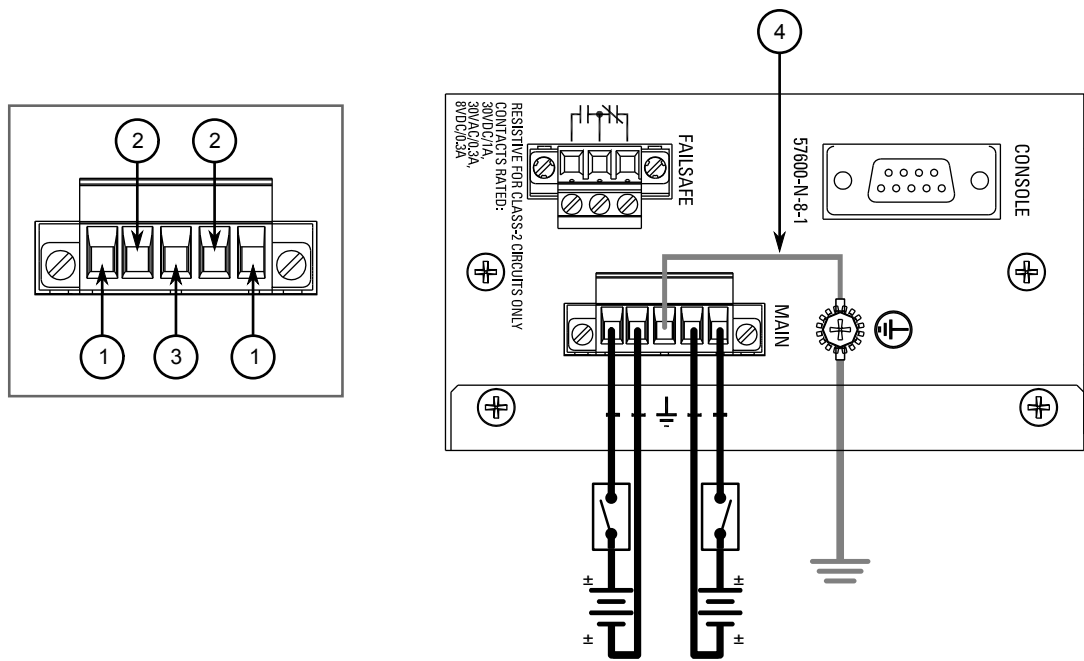 4
2
2
1
3
1
RESISTIVE FOR CLASS-2 CIRCUITS ONLY
CONTACTS RATED:
30VDC/1A,
30VAC/0.3A,
8VDC/0.3A
FAILSAFE
57600-N-8-1
CONSOLE
MAIN
±
±
±
±